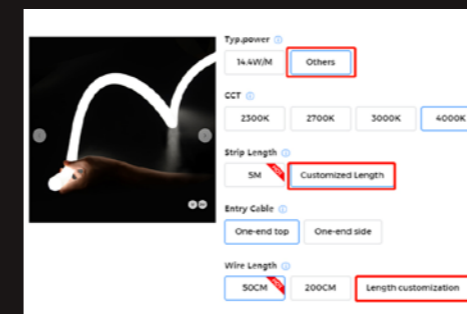 Typ.power
14.4W/M Others
CCT
2300K 2700K 3000K 4000K
Strip Length
5M Customized Length
Entry Cable
One-end top One-end side
Wire Length
50CM 200CM Length customization